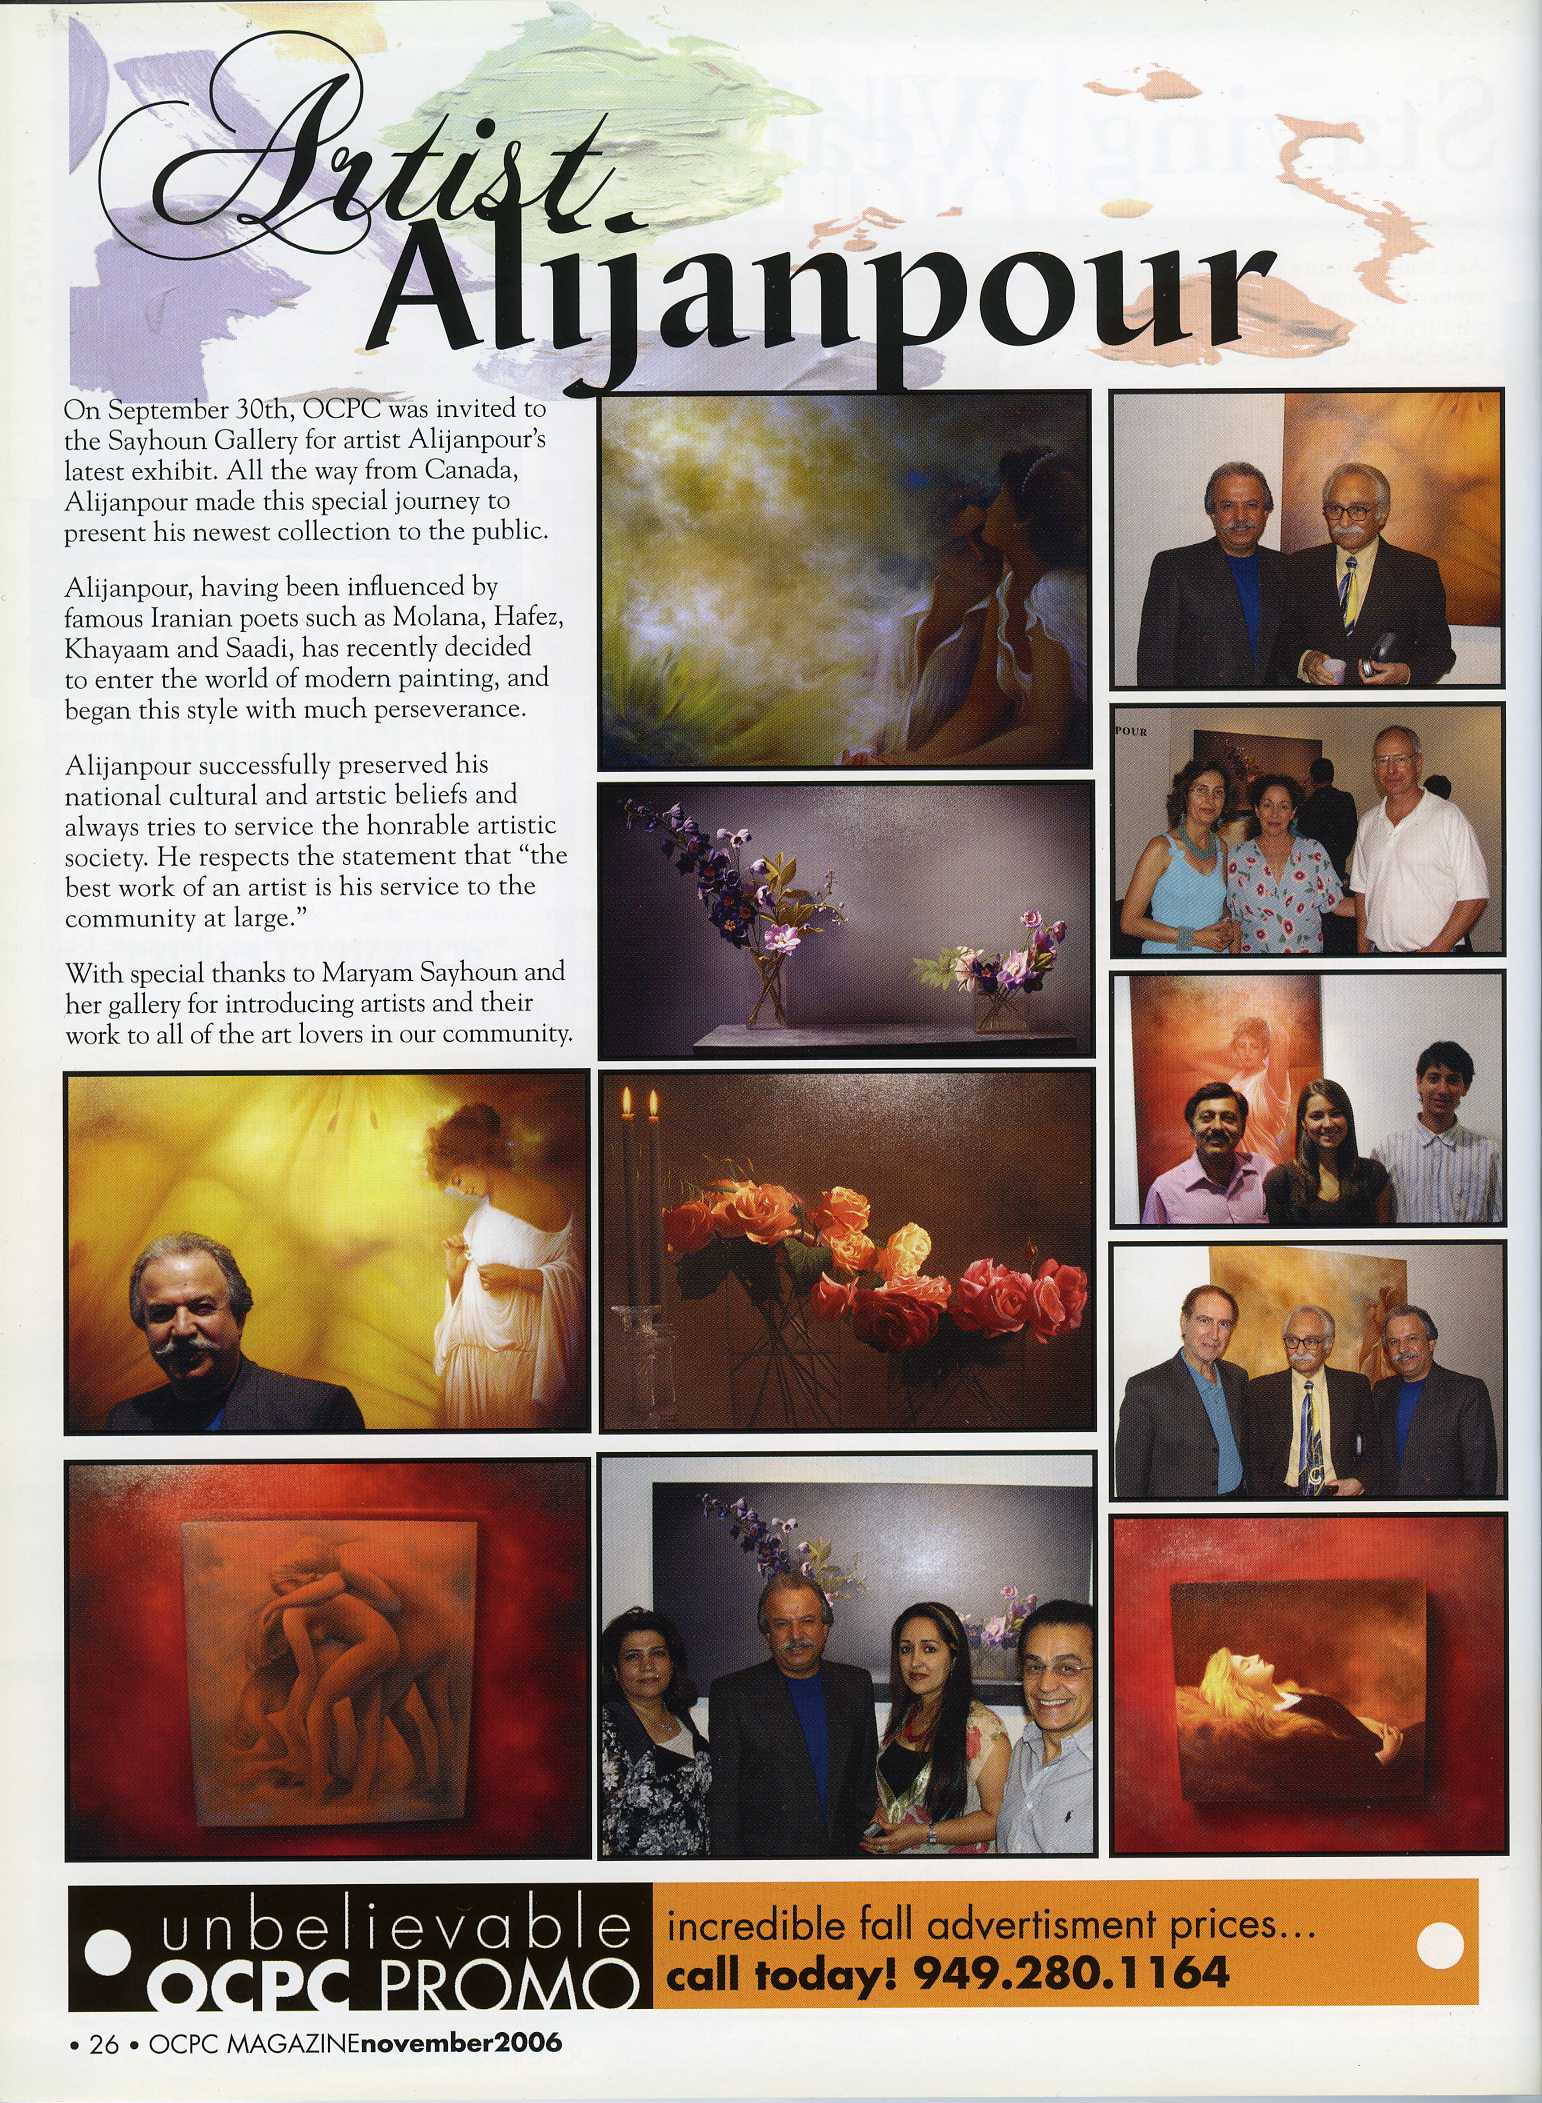 Artist
Alijanpour
On September 30th, OCPC was invited to
the Sayhoun Gallery for artist Alijanpour's
latest exhibit. All the way from Canada,
Alijanpour made this special journey to
present his newest collection to the public.
Alijanpour, having been influenced by
famous Iranian poets such as Molana, Hafez,
Khayaam and Saadi, has recently decided
to enter the world of modern painting, and
began this style with much perseverance.
Alijanpour successfully preserved his
national cultural and artstic beliefs and
always tries to service the honrable artistic
society. He respects the statement that “the
best work of an artist is his service to the
community at large.”
With special thanks to Maryam Sayhoun and
her gallery for introducing artists and their
work to all of the art lovers in our community.
POUR
unbelievable
OCPC PROMO
incredible fall advertisment prices...
call today! 949.280.1164
• 26 • OCPC MAGAZINEnovember2006